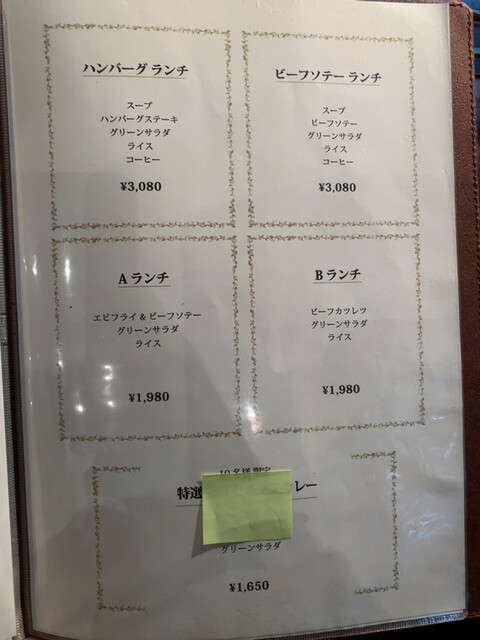 ハンバーグ ランチ
スープ
ハンバーグステーキ
グリーンサラダ
ライス
コーヒー
¥3,080
ビーフソテー ランチ
スープ
ビーフソテー
グリーンサラダ
ライス
コーヒー
¥3,080
A ランチ
エビフライ & ビーフソテー
グリーンサラダ
ライス
¥1,980
B ランチ
ビーフカツレツ
グリーンサラダ
ライス
¥1,980
10名様限定
特選 レー
グリーンサラダ
¥1,650